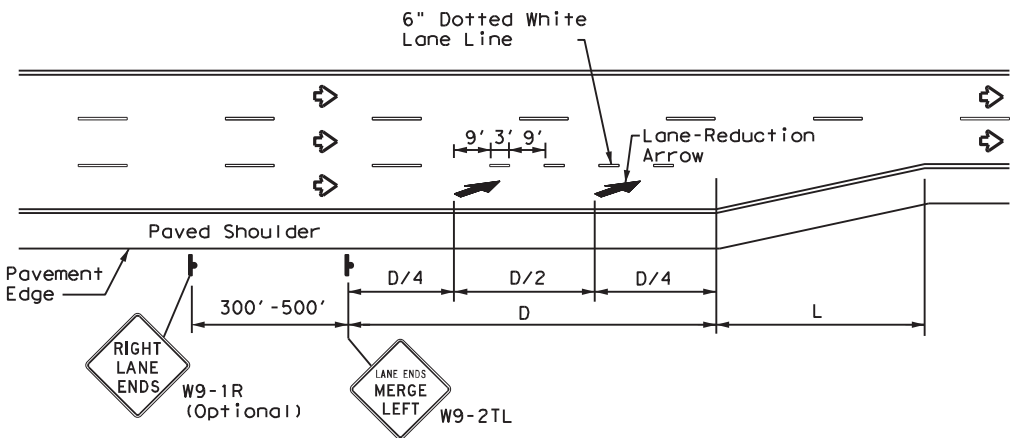 6" Dotted White
Lane Line
9' 3' 9'
Lane-Reduction
Arrow
Paved Shoulder
Pavement
Edge
D/4 D/2 D/4
300'-500' D L
RIGHT
LANE
ENDS
W9-1R
(Optional)
LANE ENDS
MERGE
LEFT
W9-2TL